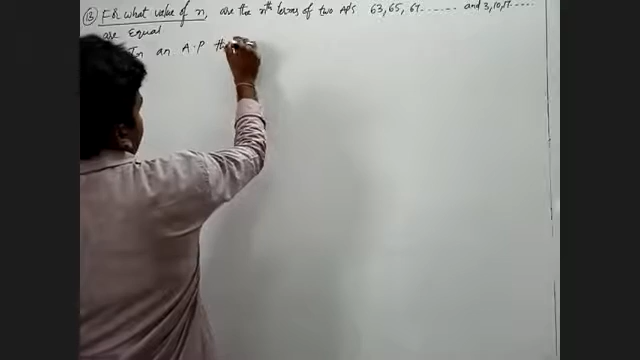 (15) For what value of n, are the nth terms of two AP's 63, 65, 67....... and 3, 10, 17.....
are Equal
In an A.P the